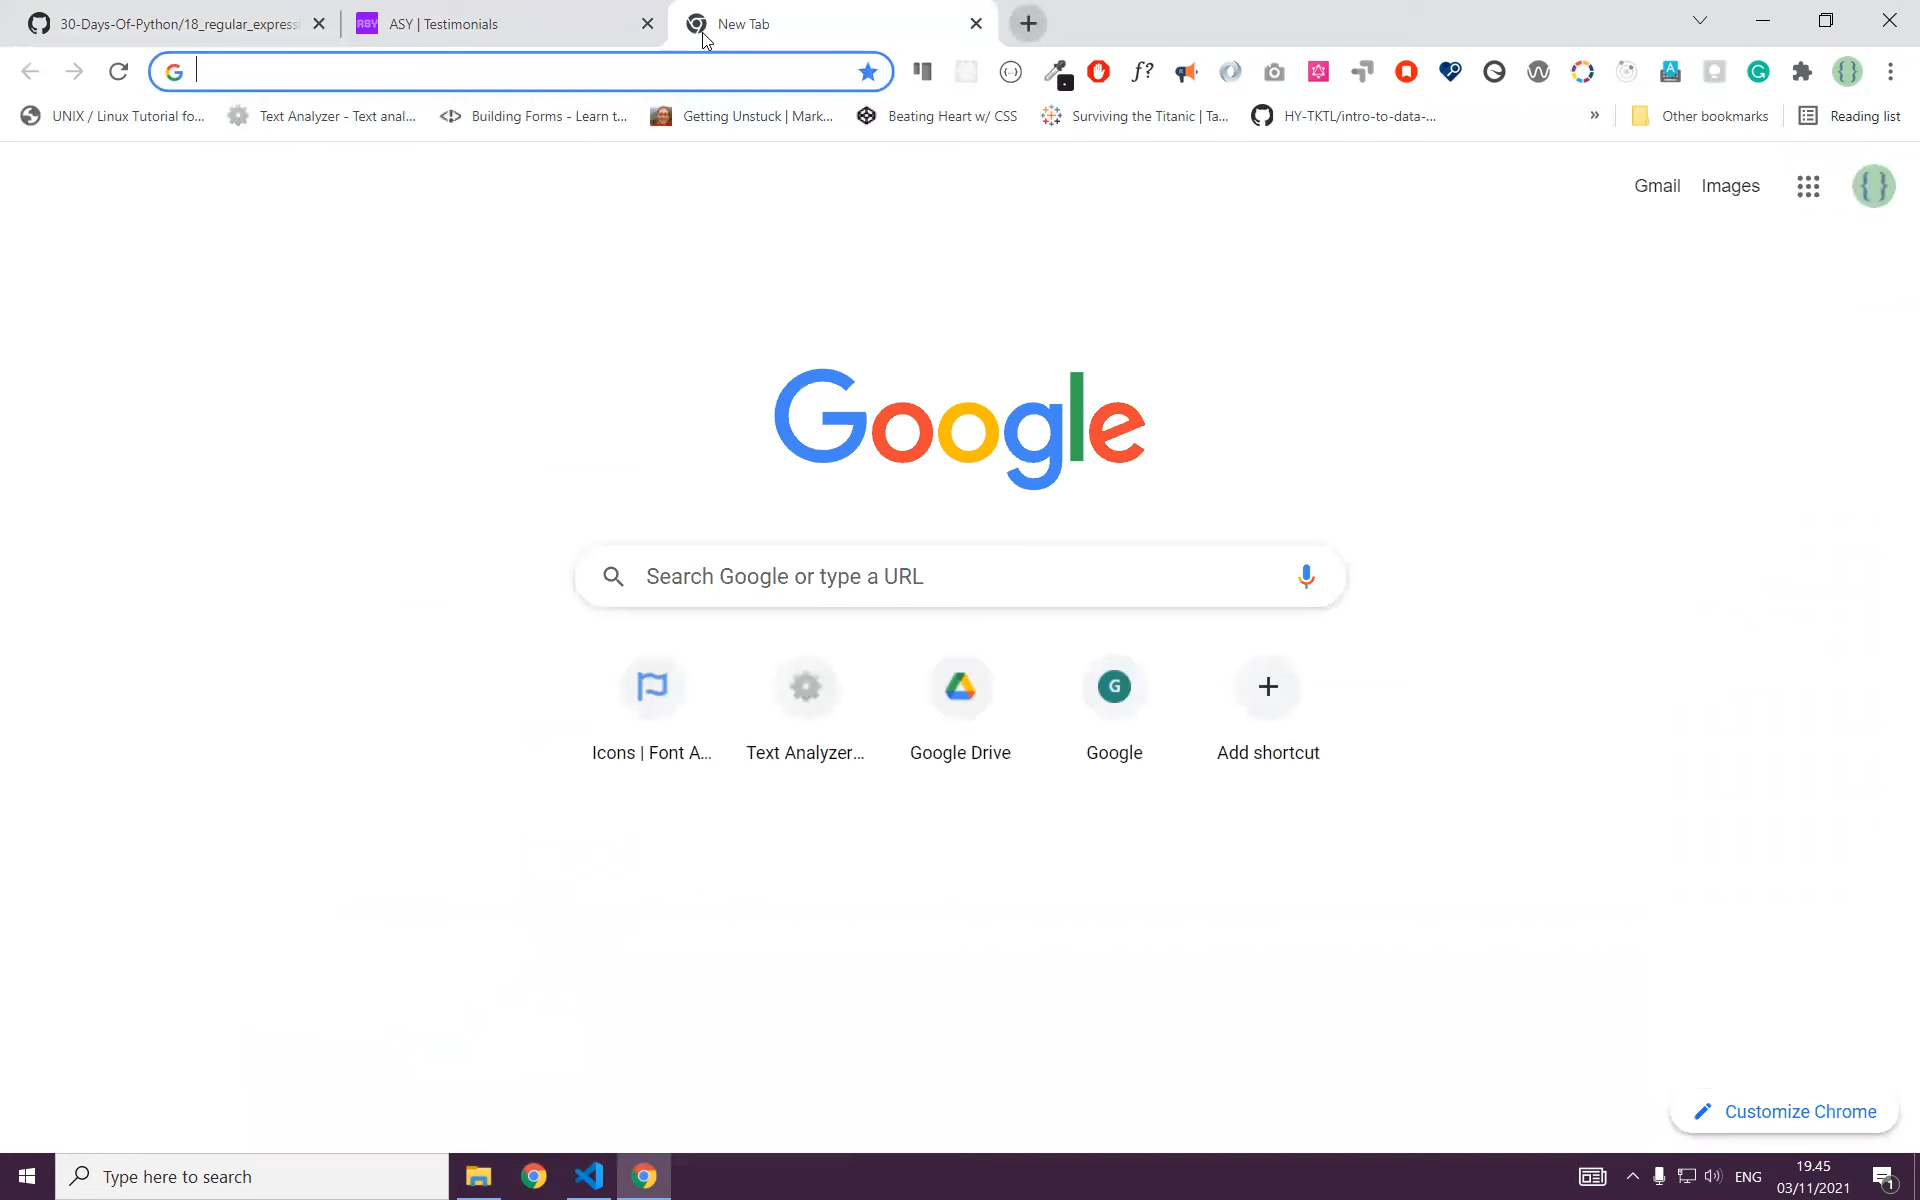 30-Days-Of-Python/18_regular_express
ASY
ASY | Testimonials
New Tab
UNIX / Linux Tutorial fo...
Text Analyzer - Text anal...
Building Forms - Learn t...
Getting Unstuck | Mark...
Beating Heart w/ CSS
Surviving the Titanic | Ta...
HY-TKTL/intro-to-data-...
»
Other bookmarks
Reading list
Gmail
Images
Google
Search Google or type a URL
Icons | Font A...
Text Analyzer...
Google Drive
G
Google
Add shortcut
Customize Chrome
Type here to search
ENG
19.45
03/11/2021
1